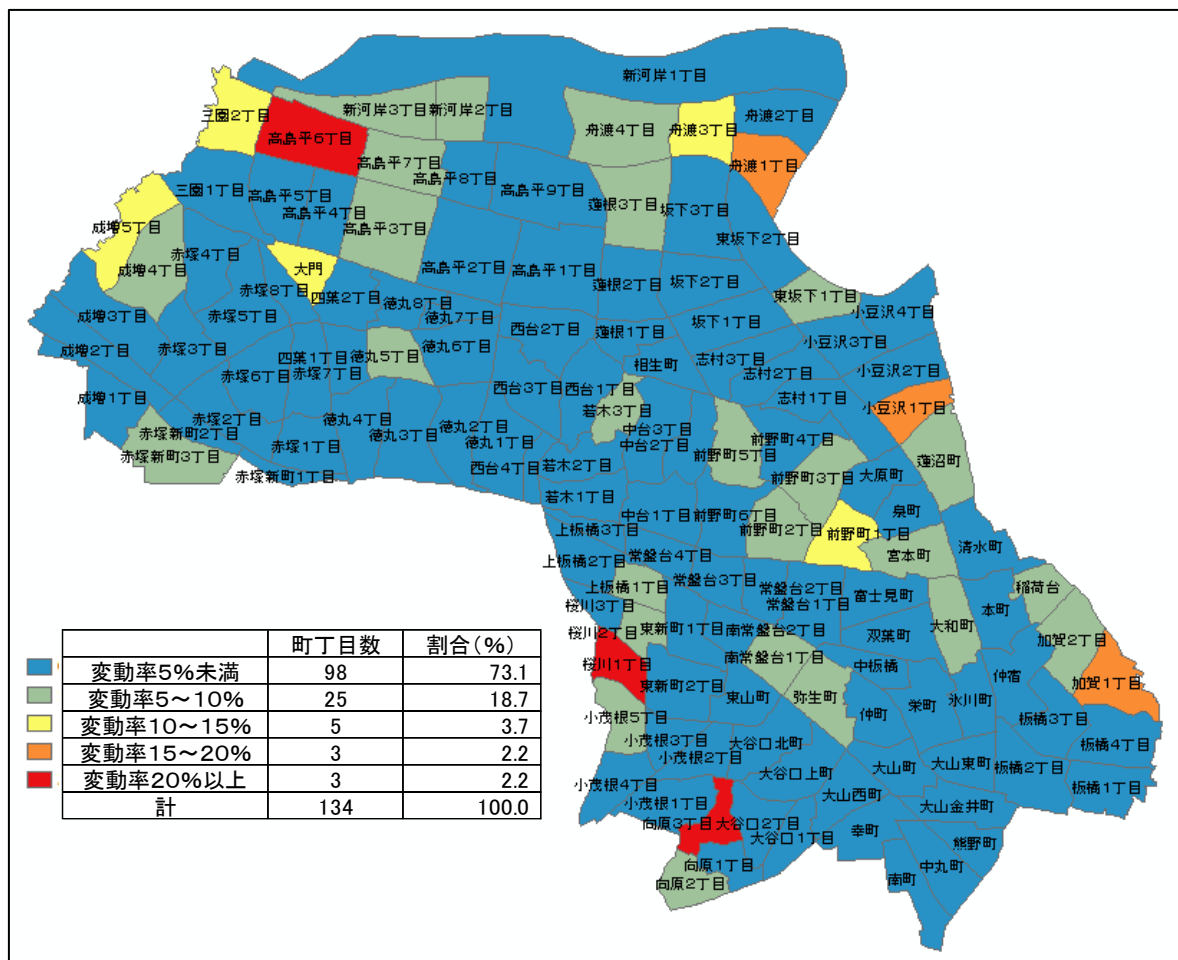 新河岸1丁目
三園2丁目
新河岸3丁目
新河岸2丁目
舟渡4丁目
舟渡3丁目
舟渡2丁目
高島平6丁目
高島平7丁目
舟渡1丁目
三園1丁目
高島平5丁目
高島平8丁目
高島平9丁目
高島平4丁目
蓮根3丁目
坂下3丁目
成増5丁目
高島平3丁目
東坂下2丁目
赤塚4丁目
成増4丁目
大門
高島平2丁目
高島平1丁目
蓮根2丁目
坂下2丁目
赤塚8丁目
四葉2丁目
徳丸8丁目
東坂下1丁目
小豆沢4丁目
成増3丁目
赤塚5丁目
徳丸7丁目
西台2丁目
蓮根1丁目
坂下1丁目
成増2丁目
赤塚3丁目
四葉1丁目
徳丸5丁目
徳丸6丁目
相生町
志村3丁目
小豆沢3丁目
赤塚6丁目
赤塚7丁目
志村2丁目
小豆沢2丁目
成増1丁目
西台3丁目
西台1丁目
志村1丁目
小豆沢1丁目
赤塚2丁目
徳丸4丁目
若木3丁目
赤塚新町2丁目
赤塚1丁目
徳丸3丁目
徳丸2丁目
徳丸1丁目
中台3丁目
中台2丁目
前野町4丁目
赤塚新町3丁目
前野町5丁目
蓮沼町
赤塚新町1丁目
西台4丁目
若木2丁目
前野町3丁目
大原町
若木1丁目
泉町
上板橋3丁目
中台1丁目
前野町6丁目
前野町2丁目
前野町1丁目
清水町
上板橋2丁目
常盤台4丁目
宮本町
上板橋1丁目
常盤台3丁目
常盤台2丁目
富士見町
稲荷台
桜川3丁目
常盤台1丁目
本町
桜川2丁目
東新町1丁目
南常盤台2丁目
双葉町
大和町
加賀2丁目
桜川1丁目
南常盤台1丁目
中板橋
仲宿
加賀1丁目
東新町2丁目
東山町
弥生町
仲町
栄町
氷川町
板橋3丁目
小茂根5丁目
小茂根3丁目
大谷口北町
板橋4丁目
小茂根2丁目
大谷口上町
大山町
大山東町
板橋2丁目
小茂根4丁目
大山西町
板橋1丁目
小茂根1丁目
大山金井町
向原3丁目
大谷口2丁目
大谷口1丁目
幸町
熊野町
向原1丁目
中丸町
向原2丁目
南町
町丁目数 割合(%)
変動率5%未満 98 73.1
変動率5～10% 25 18.7
変動率10～15% 5 3.7
変動率15～20% 3 2.2
変動率20%以上 3 2.2
計 134 100.0